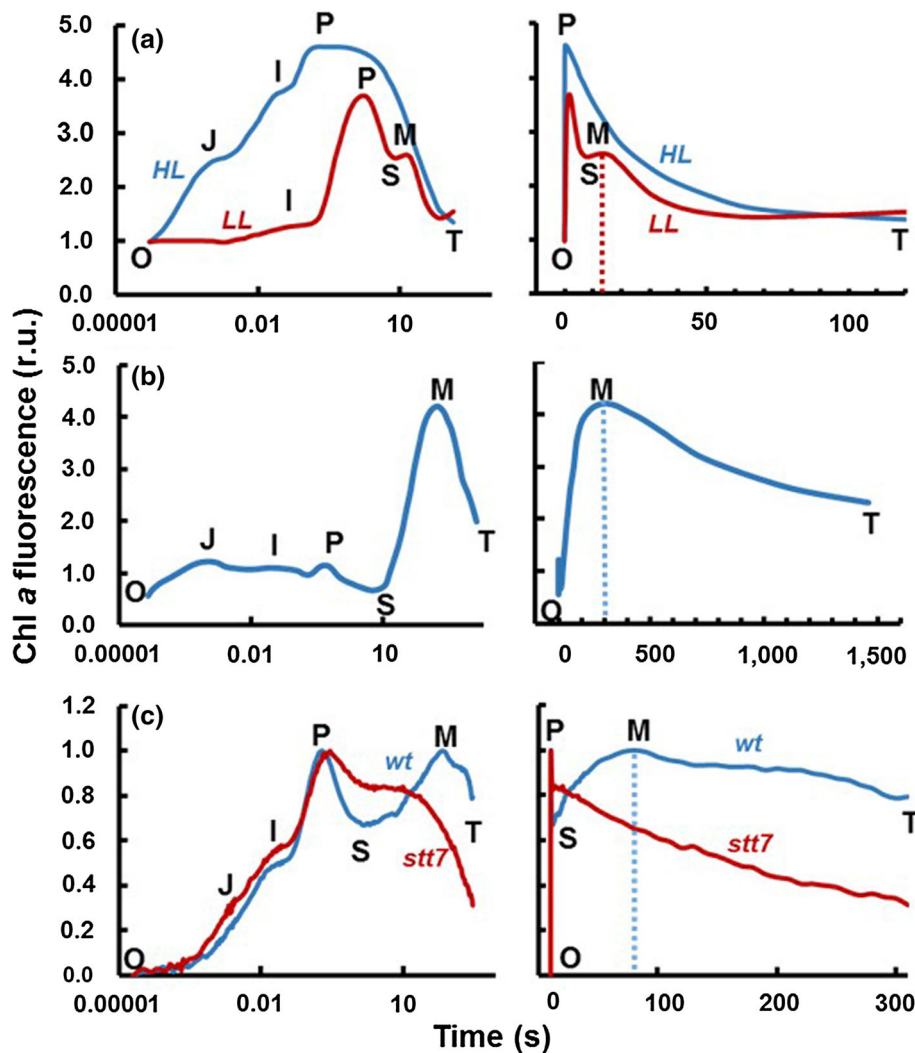 Chl a fluorescence (r.u.)
(a)
5.0
4.0
3.0
2.0
1.0
0.0
O
J
I
P
HL
LL
I
P
M
S
T
0.00001
0.01
10
P
M
S
HL
LL
O
T
0
50
100
(b)
5.0
4.0
3.0
2.0
1.0
0.0
O
J
I
P
S
M
T
0.00001
0.01
10
M
O
T
0
500
1,000
1,500
(c)
1.2
1.0
0.8
0.6
0.4
0.2
0.0
O
J
I
P
S
M
wt
T
stt7
0.00001
0.01
10
P
M
wt
S
T
stt7
O
0
100
200
300
Time (s)